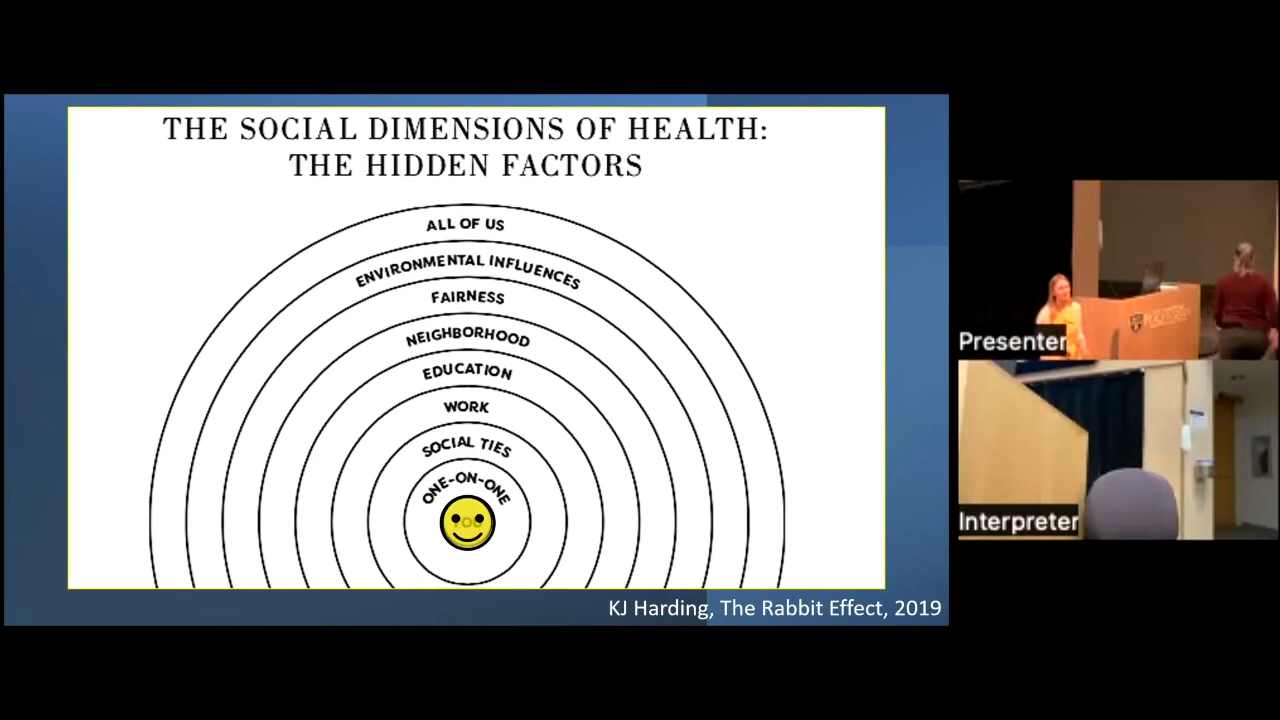 THE SOCIAL DIMENSIONS OF HEALTH:
THE HIDDEN FACTORS
ALL OF US
ENVIRONMENTAL INFLUENCES
FAIRNESS
NEIGHBORHOOD
EDUCATION
WORK
SOCIAL TIES
ONE-ON-ONE
YOU
KJ Harding, The Rabbit Effect, 2019
Presenter
Interpreter